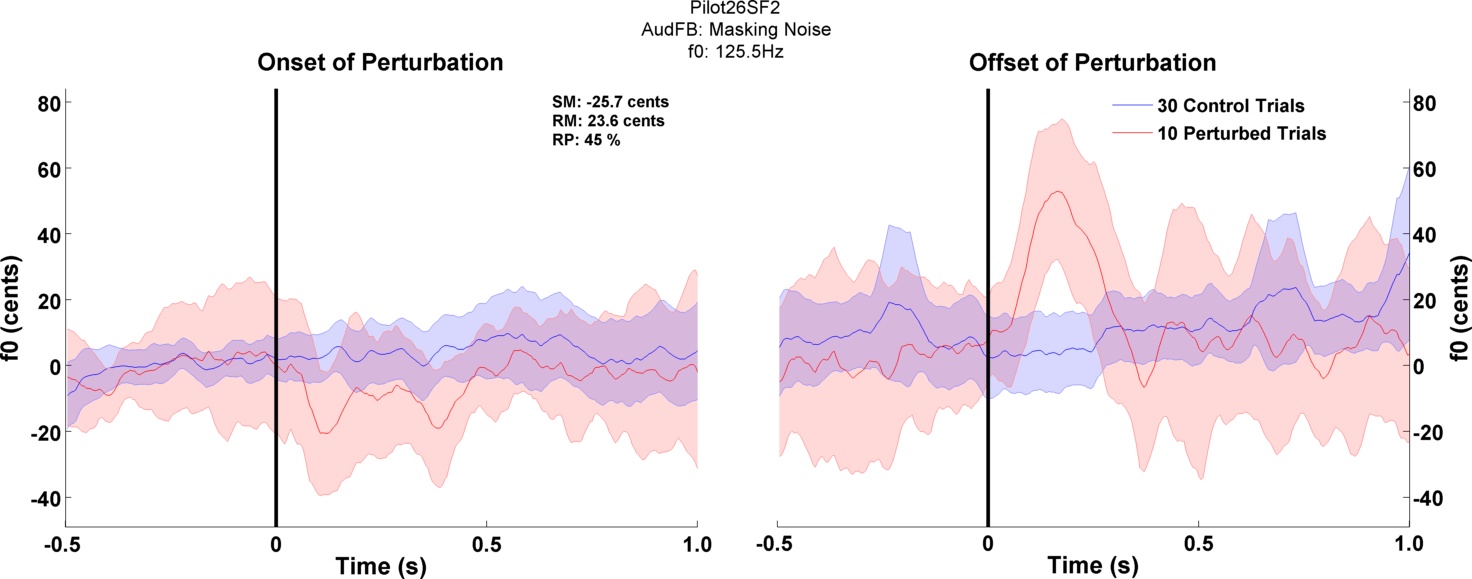 Pilot26SF2
AudFB: Masking Noise
f0: 125.5Hz
Onset of Perturbation
SM: -25.7 cents
RM: 23.6 cents
RP: 45 %
f0 (cents)
80
60
40
20
0
-20
-40
-0.5
0
0.5
1.0
Time (s)
Offset of Perturbation
30 Control Trials
10 Perturbed Trials
80
60
40
20
0
-20
-40
f0 (cents)
-0.5
0
0.5
1.0
Time (s)